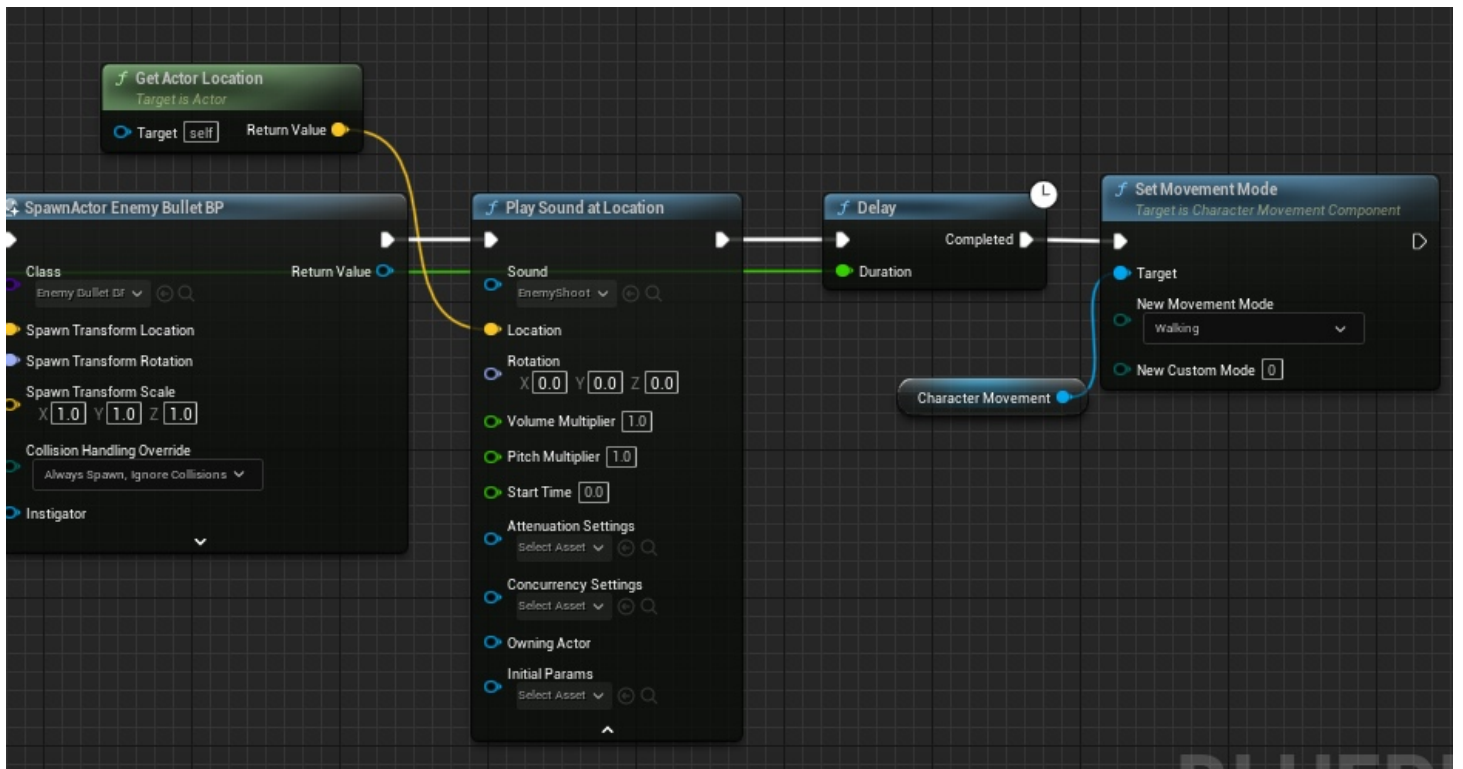 Get Actor Location
Target is Actor
Target self Return Value
SpawnActor Enemy Bullet BP
Class Return Value
Enemy Bullet BP
Spawn Transform Location
Spawn Transform Rotation
Spawn Transform Scale
X 1.0 Y 1.0 Z 1.0
Collision Handling Override
Always Spawn, Ignore Collisions
Instigator
Play Sound at Location
Sound
EnemyShoot
Location
Rotation
X 0.0 Y 0.0 Z 0.0
Volume Multiplier 1.0
Pitch Multiplier 1.0
Start Time 0.0
Attenuation Settings
Select Asset
Concurrency Settings
Select Asset
Owning Actor
Initial Params
Select Asset
Delay
Completed
Duration
Character Movement
Set Movement Mode
Target is Character Movement Component
Target
New Movement Mode
Walking
New Custom Mode 0